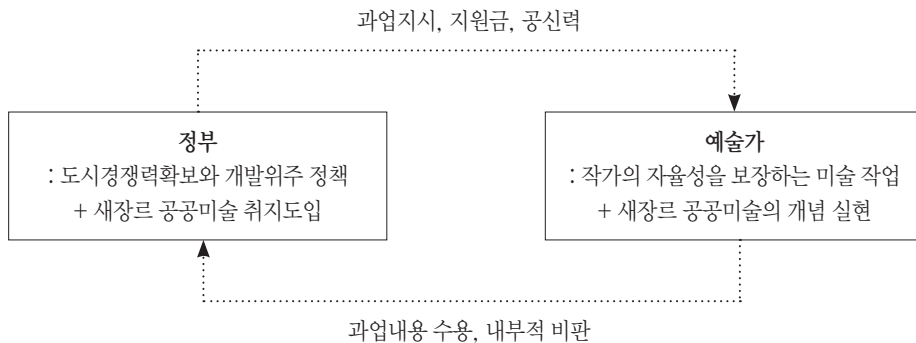 과업지시, 지원금, 공신력
정부
: 도시경쟁력확보와 개발위주 정책
+ 새장르 공공미술 취지도입
예술가
: 작가의 자율성을 보장하는 미술 작업
+ 새장르 공공미술의 개념 실현
과업내용 수용, 내부적 비판